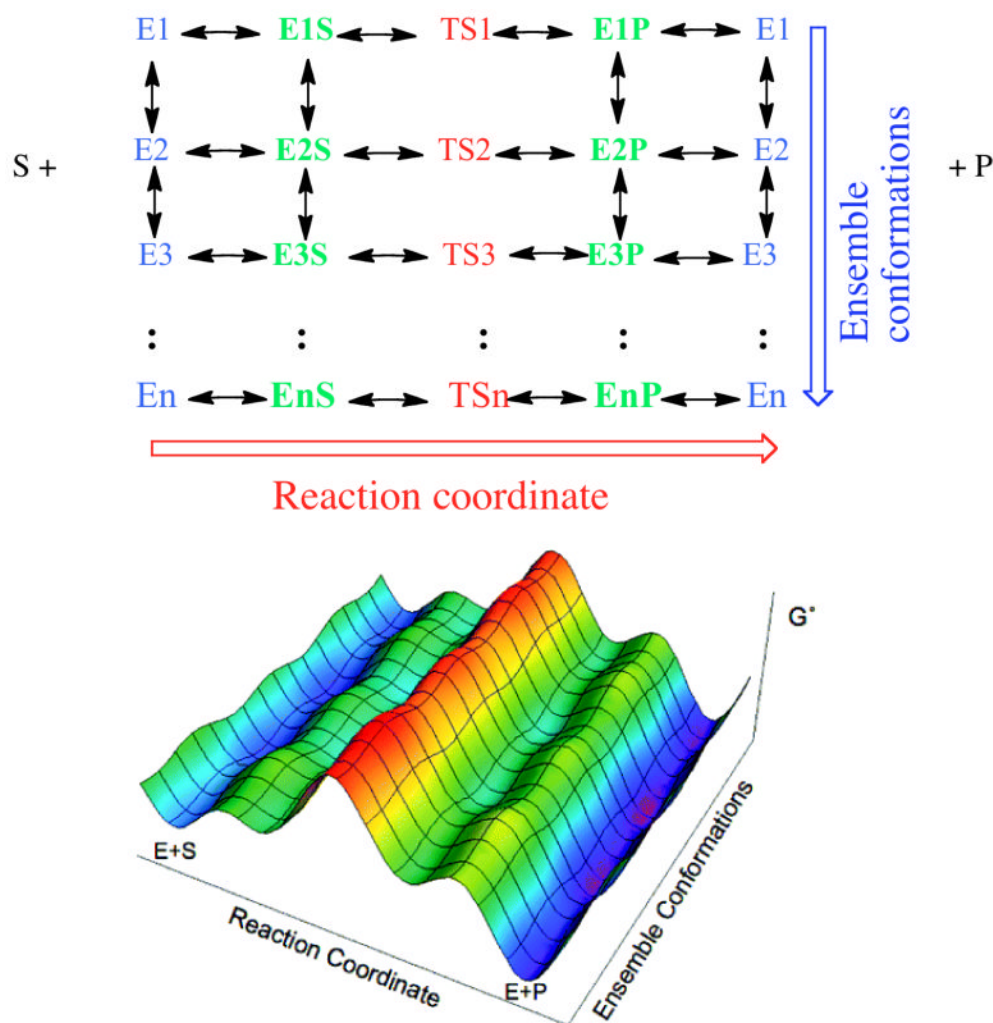 E1 E1S TS1 E1P E1
S + E2 E2S TS2 E2P E2 + P
E3 E3S TS3 E3P E3
: : : : :
En EnS TSn EnP En
Ensemble
conformations
Reaction coordinate
G°
E+S
E+P
Reaction Coordinate
Ensemble Conformations